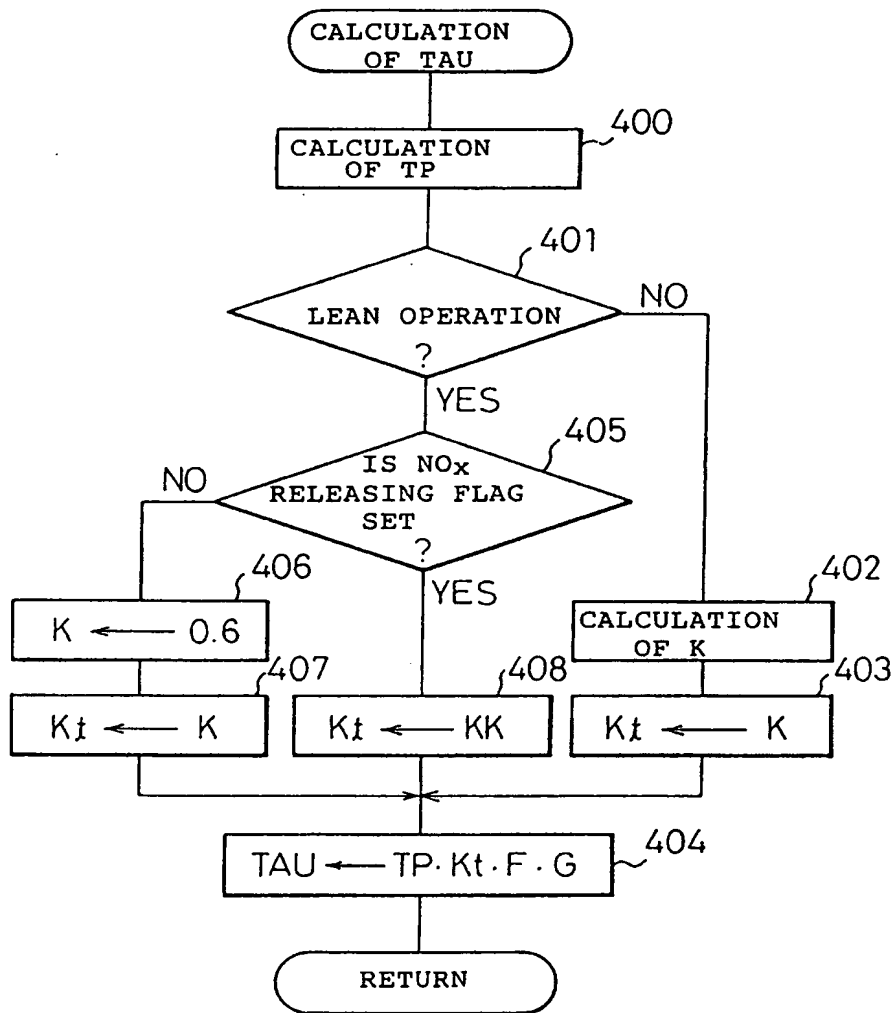 CALCULATION
OF TAU
CALCULATION
OF TP
400
401
LEAN OPERATION
?
NO
YES
405
IS NOx
RELEASING FLAG
SET
?
NO
YES
406
K ← 0.6
402
CALCULATION
OF K
407
Kt ← K
408
Kt ← KK
403
Kt ← K
TAU ← TP · Kt · F · G
404
RETURN